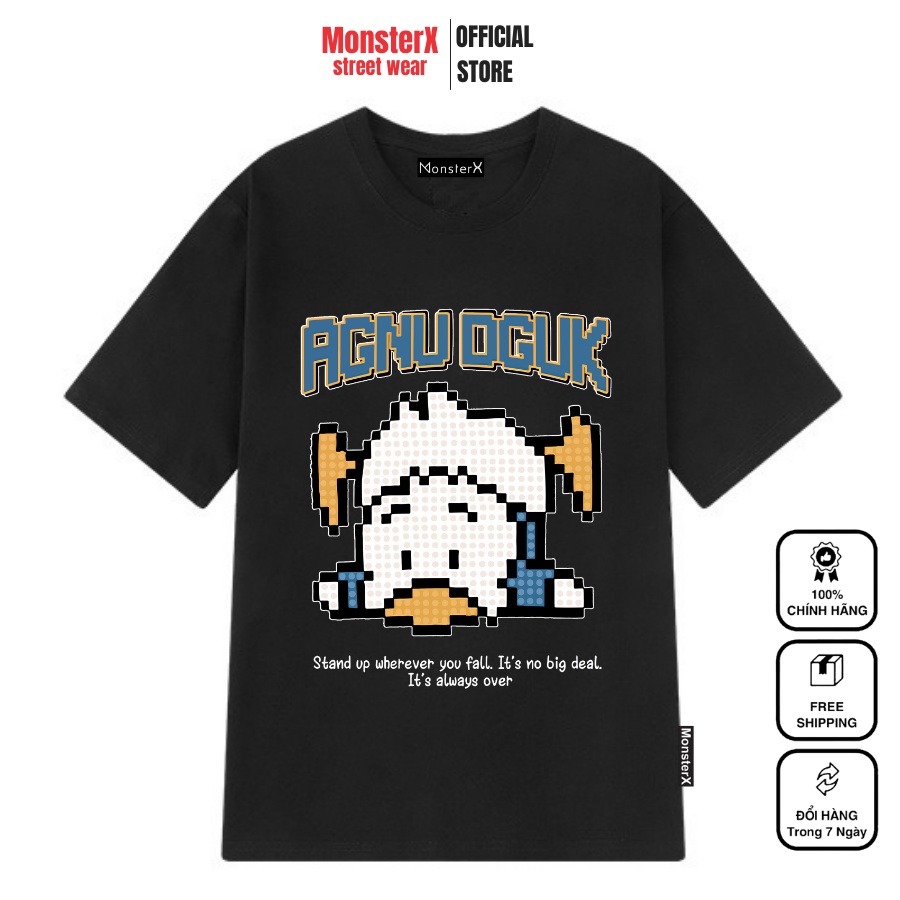 MonsterX
street wear
OFFICIAL
STORE
MonsterX
AGNU OGUK
Stand up wherever you fall. It's no big deal.
It's always over
MonsterX
100%
CHÍNH HÃNG
FREE
SHIPPING
ĐỔI HÀNG
Trong 7 Ngày